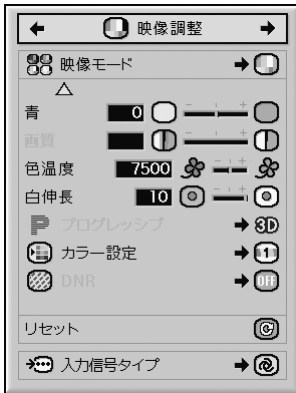 映像調整
映像モード
青 0
画質
色温度 7500
白伸長 10
プログレッシブ 3D
カラー設定 1
DNR OFF
リセット
入力信号タイプ